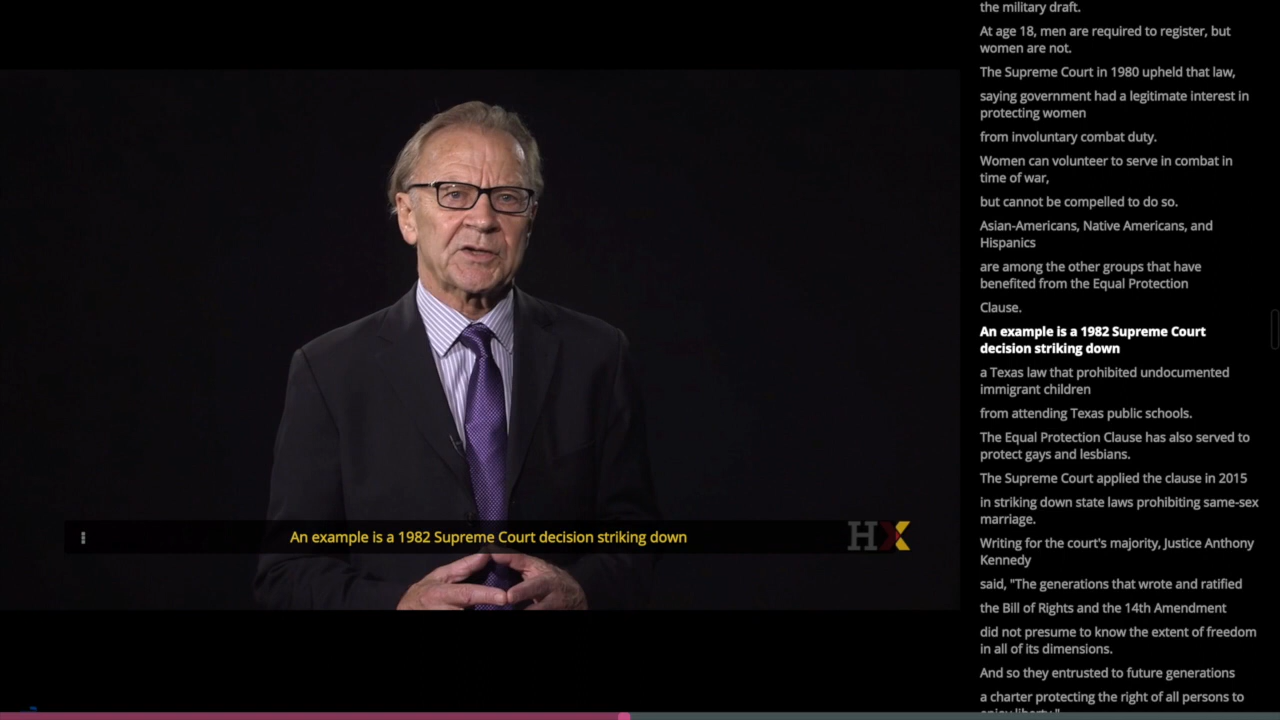 An example is a 1982 Supreme Court decision striking down
HX
the military draft.
At age 18, men are required to register, but
women are not.
The Supreme Court in 1980 upheld that law,
saying government had a legitimate interest in
protecting women
from involuntary combat duty.
Women can volunteer to serve in combat in
time of war,
but cannot be compelled to do so.
Asian-Americans, Native Americans, and
Hispanics
are among the other groups that have
benefited from the Equal Protection
Clause.
An example is a 1982 Supreme Court
decision striking down
a Texas law that prohibited undocumented
immigrant children
from attending Texas public schools.
The Equal Protection Clause has also served to
protect gays and lesbians.
The Supreme Court applied the clause in 2015
in striking down state laws prohibiting same-sex
marriage.
Writing for the court's majority, Justice Anthony
Kennedy
said, "The generations that wrote and ratified
the Bill of Rights and the 14th Amendment
did not presume to know the extent of freedom
in all of its dimensions.
And so they entrusted to future generations
a charter protecting the right of all persons to
enjoy liberty."